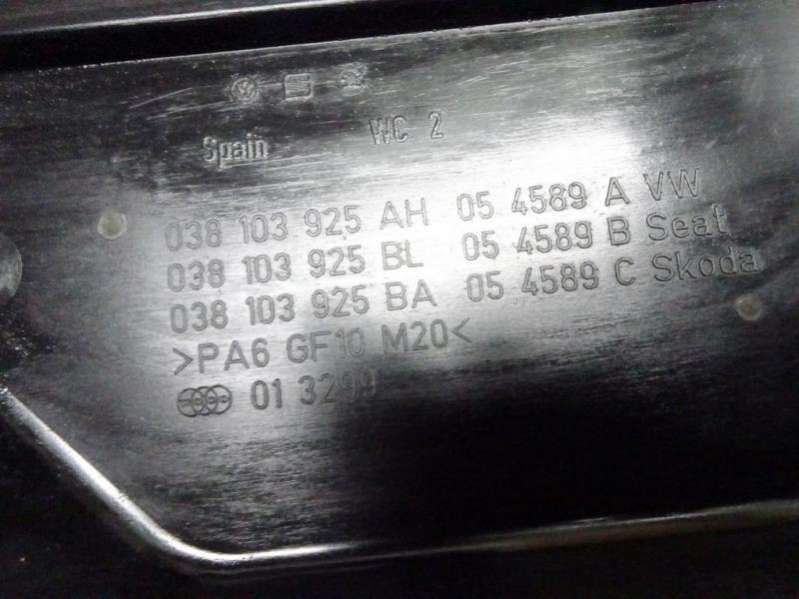 Spain WC 2
038 103 925 AH 05 4589 A VW
038 103 925 BL 05 4589 B Seat
038 103 925 BA 05 4589 C Skoda
>PA6 GF10 M20<
01 3299